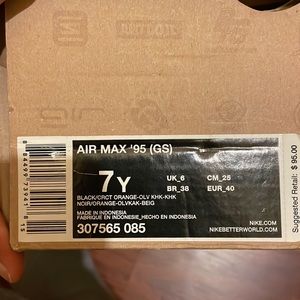 AIR MAX '95 (GS)
7Y
UK_6 CM_25
BR_38 EUR_40
BLACK/CRCT ORANGE-OLV KHK-KHK
NOIR/ORANGE-OLVKAK-BEIG
MADE IN INDONESIA
FABRIQUE EN INDONESIE_HECHO EN INDONESIA
307565 085
NIKE.COM
NIKEBETTERWORLD.COM
Suggested Retail: $ 95.00